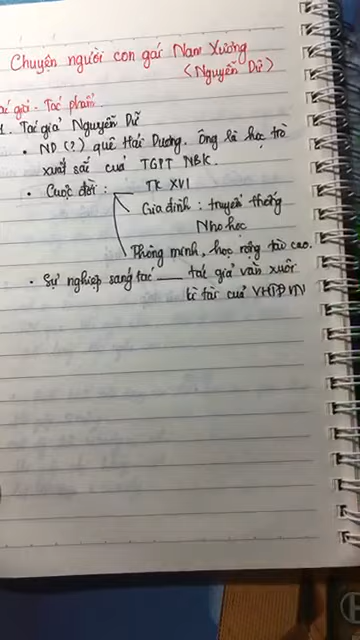 Chuyện người con gái Nam Xương
(Nguyễn Dữ)
Tác giả - Tác phẩm
1. Tác giả Nguyễn Dữ
• ND (?) quê Hải Dương. Ông là học trò
xuất sắc của TGPT NBK.
• Cuộc đời: TK XVI
Gia đình: truyền thống
Nho học
Thông minh, học rộng tài cao.
• Sự nghiệp sáng tác — tác giả văn xuôi
kì tài của VHTĐVN